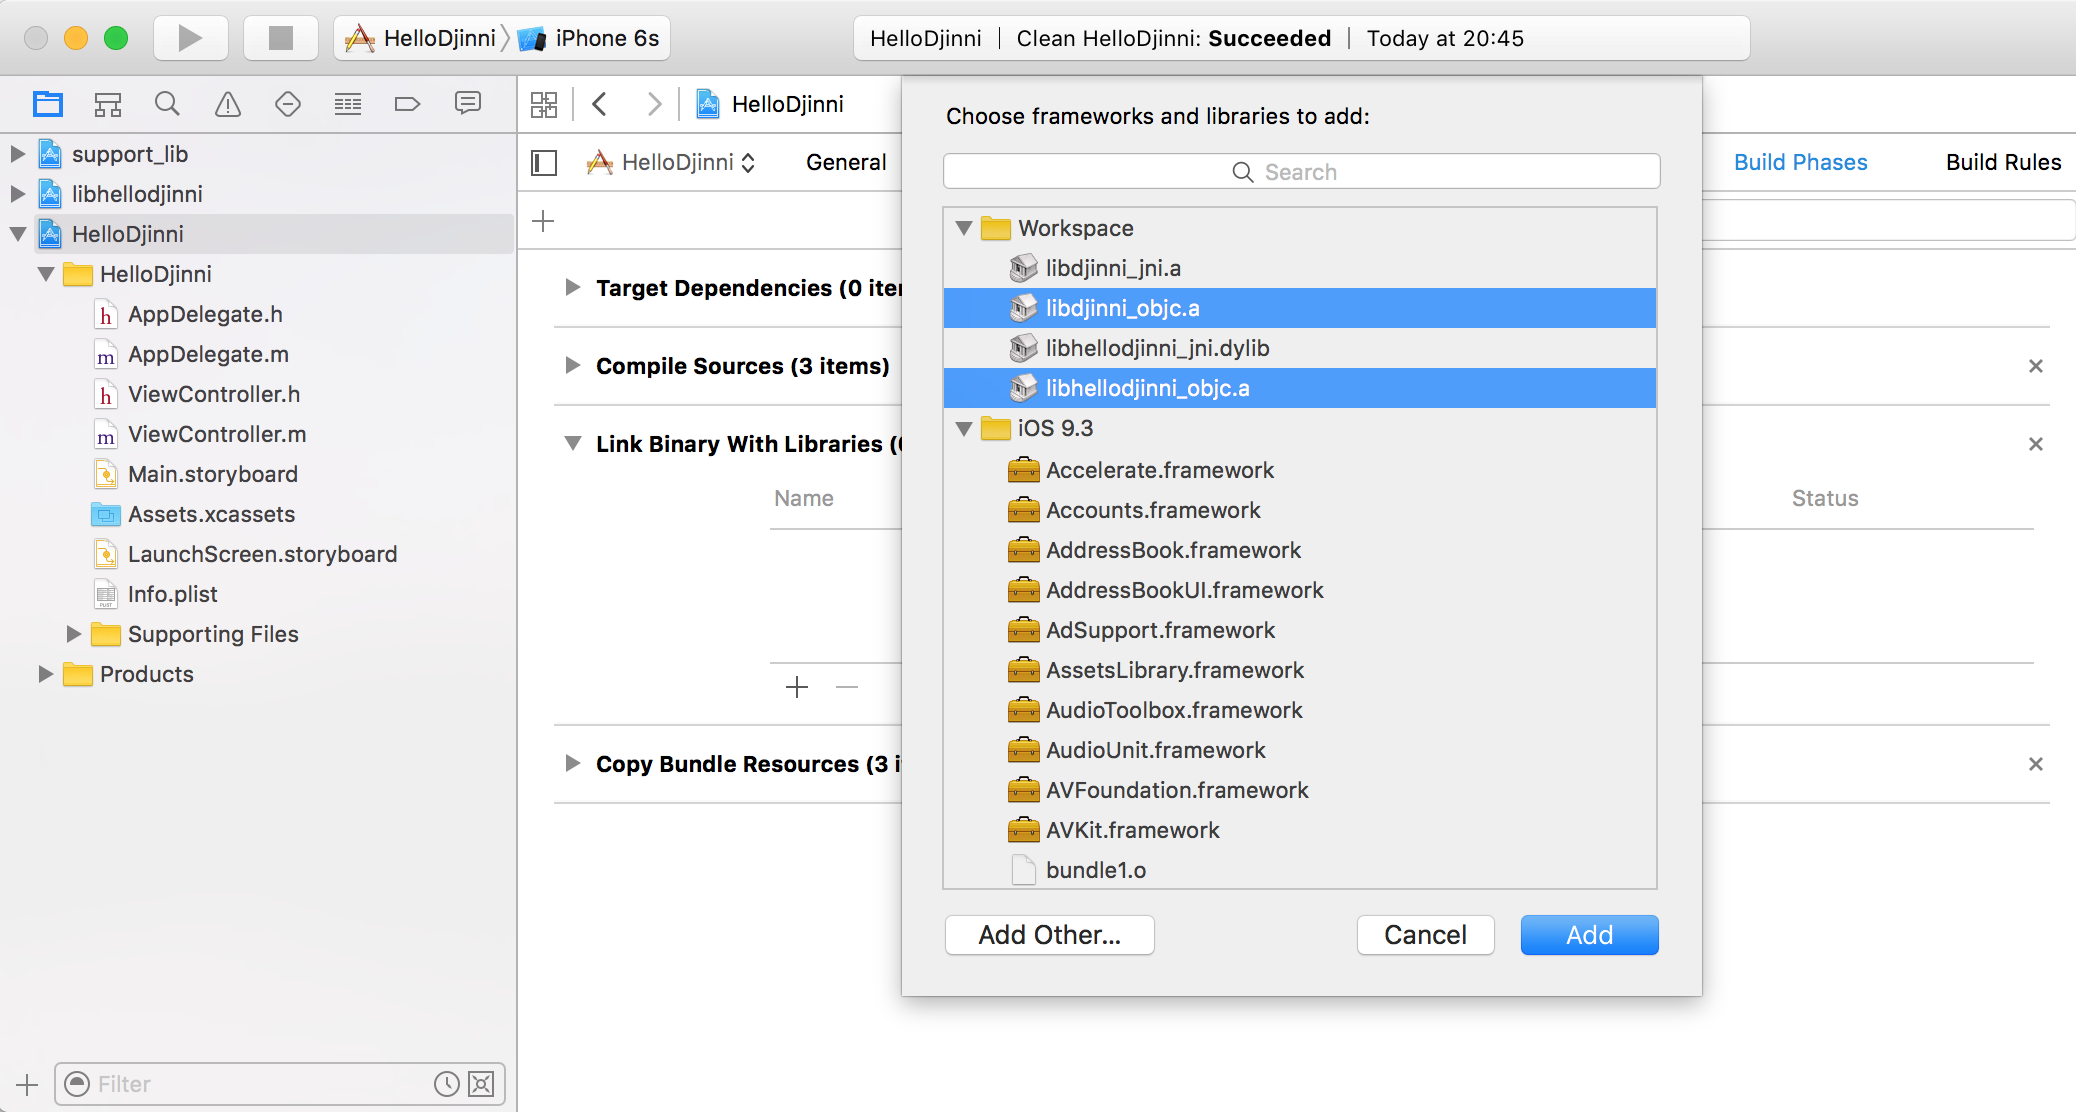 HelloDjinni iPhone 6s
HelloDjinni | Clean HelloDjinni: Succeeded | Today at 20:45
support_lib
libhellodjinni
HelloDjinni
HelloDjinni
h AppDelegate.h
m AppDelegate.m
h ViewController.h
m ViewController.m
Main.storyboard
Assets.xcassets
LaunchScreen.storyboard
PLIST Info.plist
Supporting Files
Products
Filter
HelloDjinni
HelloDjinni General
Build Phases Build Rules
Target Dependencies (0 iter
Compile Sources (3 items)
Link Binary With Libraries (
Name
Status
Copy Bundle Resources (3 i
Choose frameworks and libraries to add:
Search
Workspace
libdjinni_jni.a
libdjinni_objc.a
libhellodjinni_jni.dylib
libhellodjinni_objc.a
iOS 9.3
Accelerate.framework
Accounts.framework
AddressBook.framework
AddressBookUI.framework
AdSupport.framework
AssetsLibrary.framework
AudioToolbox.framework
AudioUnit.framework
AVFoundation.framework
AVKit.framework
bundle1.o
Add Other...
Cancel
Add